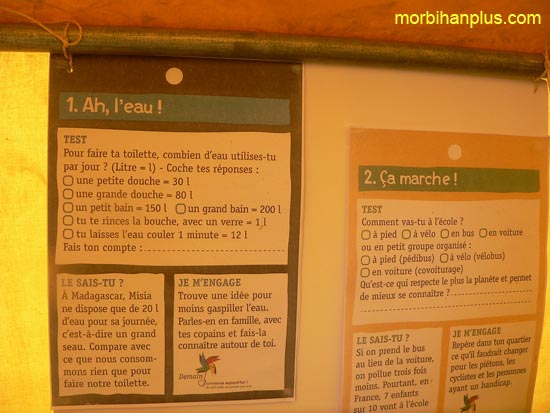 morbihanplus.com
1. Ah, l'eau !
TEST
Pour faire ta toilette, combien d'eau utilises-tu
par jour ? (Litre = l) - Coche tes réponses :
une petite douche = 30 l
une grande douche = 80 l
un petit bain = 150 l un grand bain = 200 l
tu te rinces la bouche, avec un verre = 1 l
tu laisses l'eau couler 1 minute = 12 l
Fais ton compte :
LE SAIS-TU ?
À Madagascar, Misia
ne dispose que de 20 l
d'eau pour sa journée,
c'est-à-dire un grand
seau. Compare avec
ce que nous consom-
mons rien que pour
faire notre toilette.
JE M'ENGAGE
Trouve une idée pour
moins gaspiller l'eau.
Parles-en en famille, avec
tes copains et fais-la
connaître autour de toi.
Demain
commence aujourd'hui !
2. Ça marche !
TEST
Comment vas-tu à l'école ?
à pied à vélo en bus en voiture
ou en petit groupe organisé :
à pied (pédibus) à vélo (vélobus)
en voiture (covoiturage)
Qu'est-ce qui respecte le plus la planète et permet
de mieux se connaître ?
LE SAIS-TU ?
Si on prend le bus
au lieu de la voiture,
on pollue trois fois
moins. Pourtant, en
France, 7 enfants
sur 10 vont à l'école
JE M'ENGAGE
Repère dans ton quartier
ce qu'il faudrait changer
pour les piétons, les
cyclistes et les personnes
ayant un handicap.